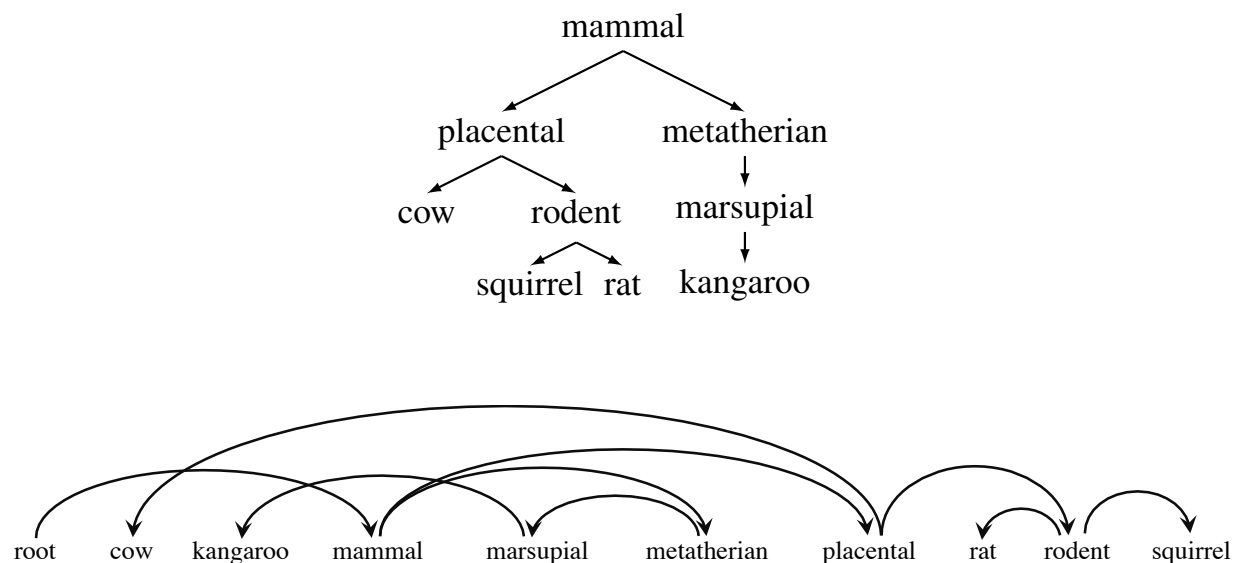 mammal
placental metatherian
cow rodent marsupial
squirrel rat kangaroo
root cow kangaroo mammal marsupial metatherian placental rat rodent squirrel